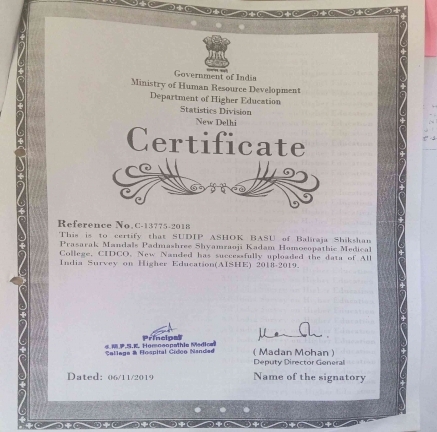 Government of India
Ministry of Human Resource Development
Department of Higher Education
Statistics Division
New Delhi
Certificate
Reference No. C-13775-2018
This is to certify that SUDIP ASHOK BASU of Baliraja Shikshan
Prasarak Mandals Padmashree Shyamraoji Kadam Hamoeopathic Medical
College, CIDCO, New Nanded has successfully uploaded the data of All
India Survey on Higher Education(AISHE) 2018-2019.
Principal
M.P.S.K. Homoeopathic Medical
College & Hospital Cidco Nanded
( Madan Mohan )
Deputy Director General
Dated: 06/11/2019
Name of the signatory